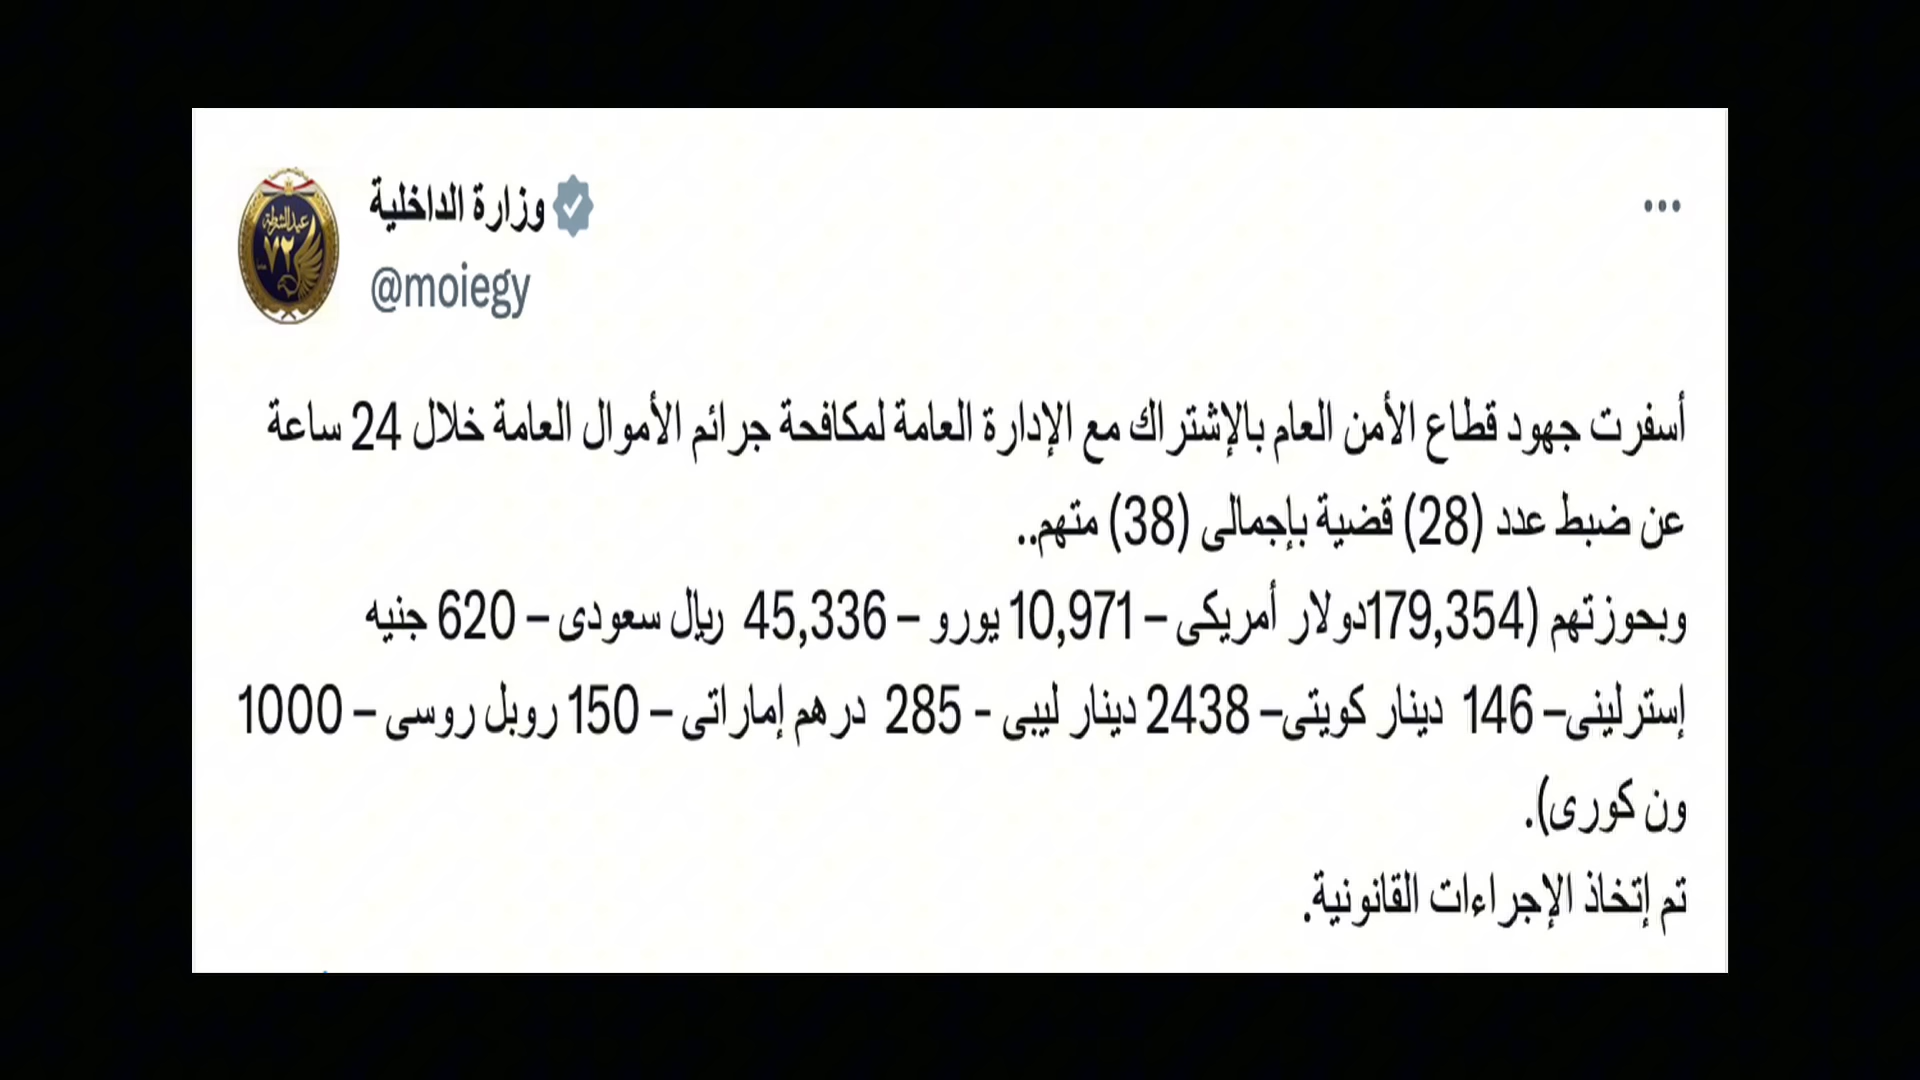 وزارة الداخلية
@moiegy
عيد الشرطة
٧٢
أسفرت جهود قطاع الأمن العام بالإشتراك مع الإدارة العامة لمكافحة جرائم الأموال العامة خلال 24 ساعة
عن ضبط عدد (28) قضية بإجمالى (38) متهم..
وبحوزتهم (179,354دولار أمريكى – 10,971 يورو – 45,336 ريال سعودى – 620 جنيه
إسترلينى– 146 دينار كويتى– 2438 دينار ليبى - 285 درهم إماراتى – 150 روبل روسى – 1000
ون كورى).
تم إتخاذ الإجراءات القانونية.